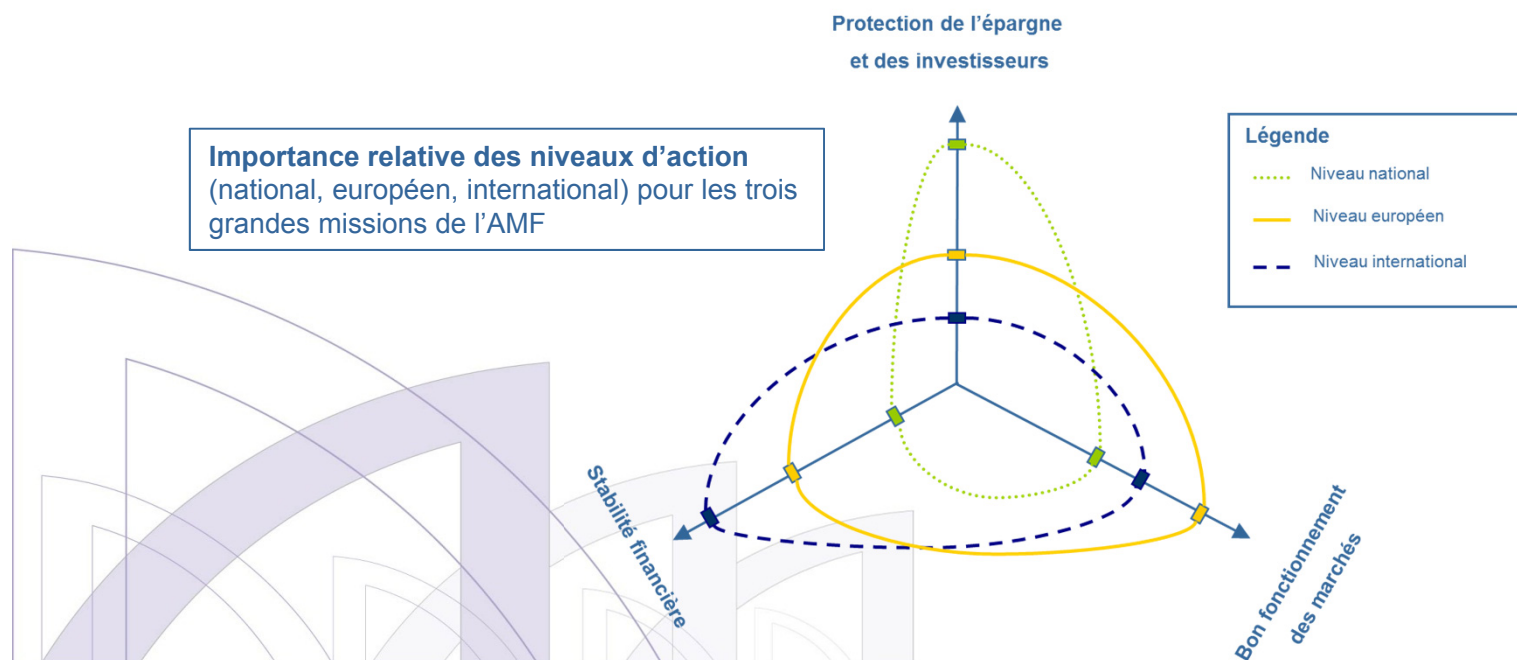 Protection de l’épargne
et des investisseurs
Importance relative des niveaux d’action
(national, européen, international) pour les trois
grandes missions de l’AMF
Légende
Niveau national
Niveau européen
Niveau international
Stabilité financière
Bon fonctionnement
des marchés